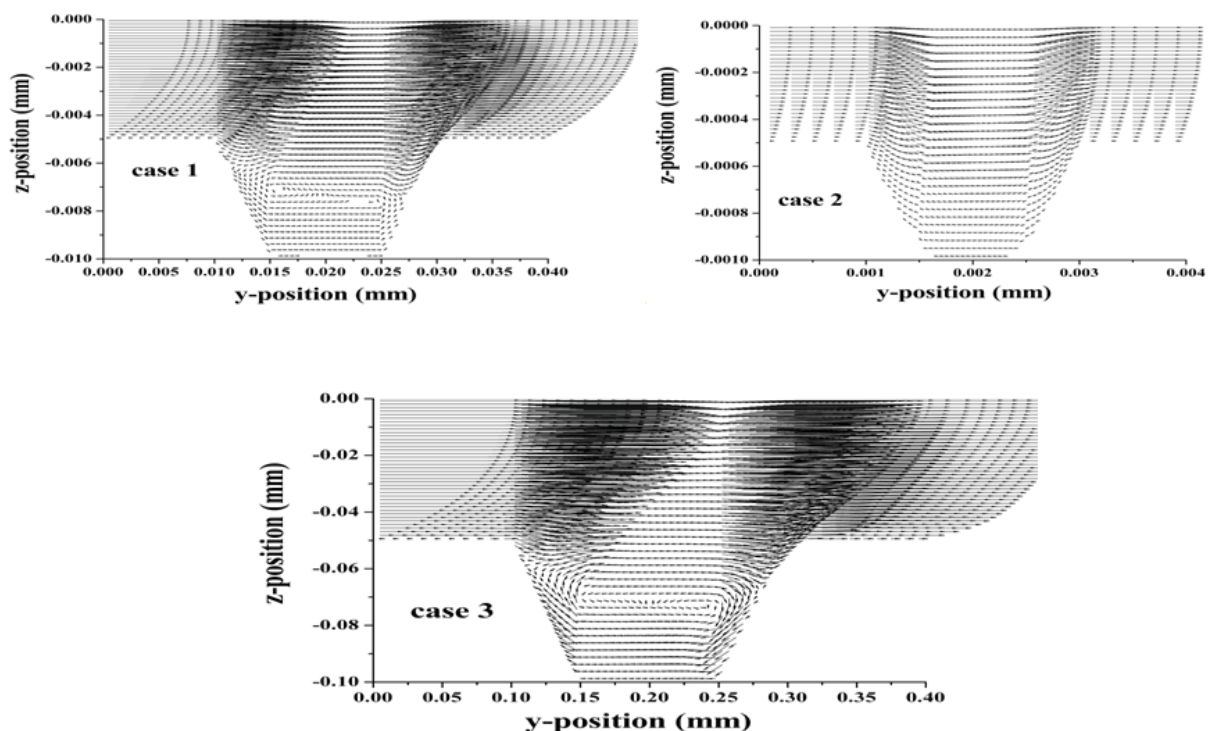 0.000
-0.002
-0.004
-0.006
-0.008
-0.010
z-position (mm)
case 1
0.000 0.005 0.010 0.015 0.020 0.025 0.030 0.035 0.040
y-position (mm)
0.0000
-0.0002
-0.0004
-0.0006
-0.0008
-0.0010
z-position (mm)
case 2
0.000 0.001 0.002 0.003 0.004
y-position (mm)
0.00
-0.02
-0.04
-0.06
-0.08
-0.10
z-position (mm)
case 3
0.00 0.05 0.10 0.15 0.20 0.25 0.30 0.35 0.40
y-position (mm)